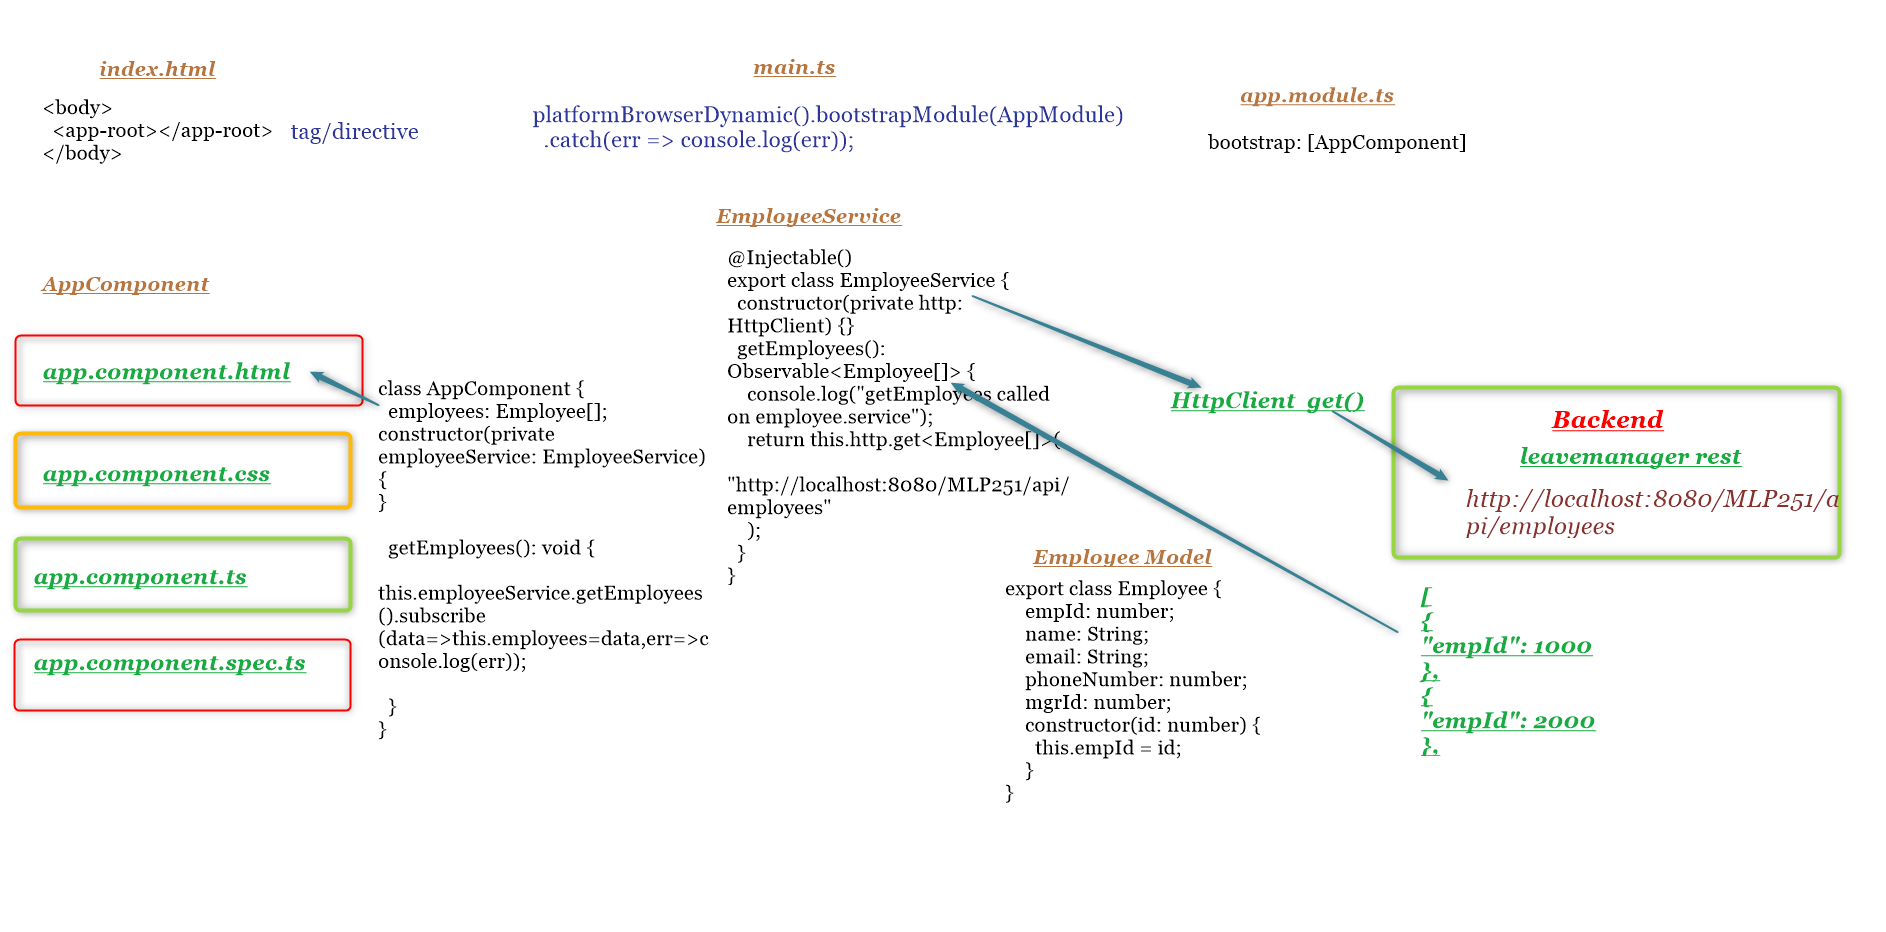 index.html
<body>
<app-root></app-root> tag/directive
</body>
main.ts
platformBrowserDynamic().bootstrapModule(AppModule)
.catch(err => console.log(err));
app.module.ts
bootstrap: [AppComponent]
AppComponent
app.component.html
app.component.css
app.component.ts
app.component.spec.ts
class AppComponent {
employees: Employee[];
constructor(private
employeeService: EmployeeService)
{
}
getEmployees(): void {
this.employeeService.getEmployees
().subscribe
(data=>this.employees=data,err=>c
onsole.log(err));
}
}
EmployeeService
@Injectable()
export class EmployeeService {
constructor(private http:
HttpClient) {}
getEmployees():
Observable<Employee[]> {
console.log("getEmployees called
on employee.service");
return this.http.get<Employee[]>(
"http://localhost:8080/MLP251/api/
employees"
);
}
}
Employee Model
export class Employee {
empId: number;
name: String;
email: String;
phoneNumber: number;
mgrId: number;
constructor(id: number) {
this.empId = id;
}
}
HttpClient get()
Backend
leavemanager rest
http://localhost:8080/MLP251/a
pi/employees
[
{
"empId": 1000
},
{
"empId": 2000
},